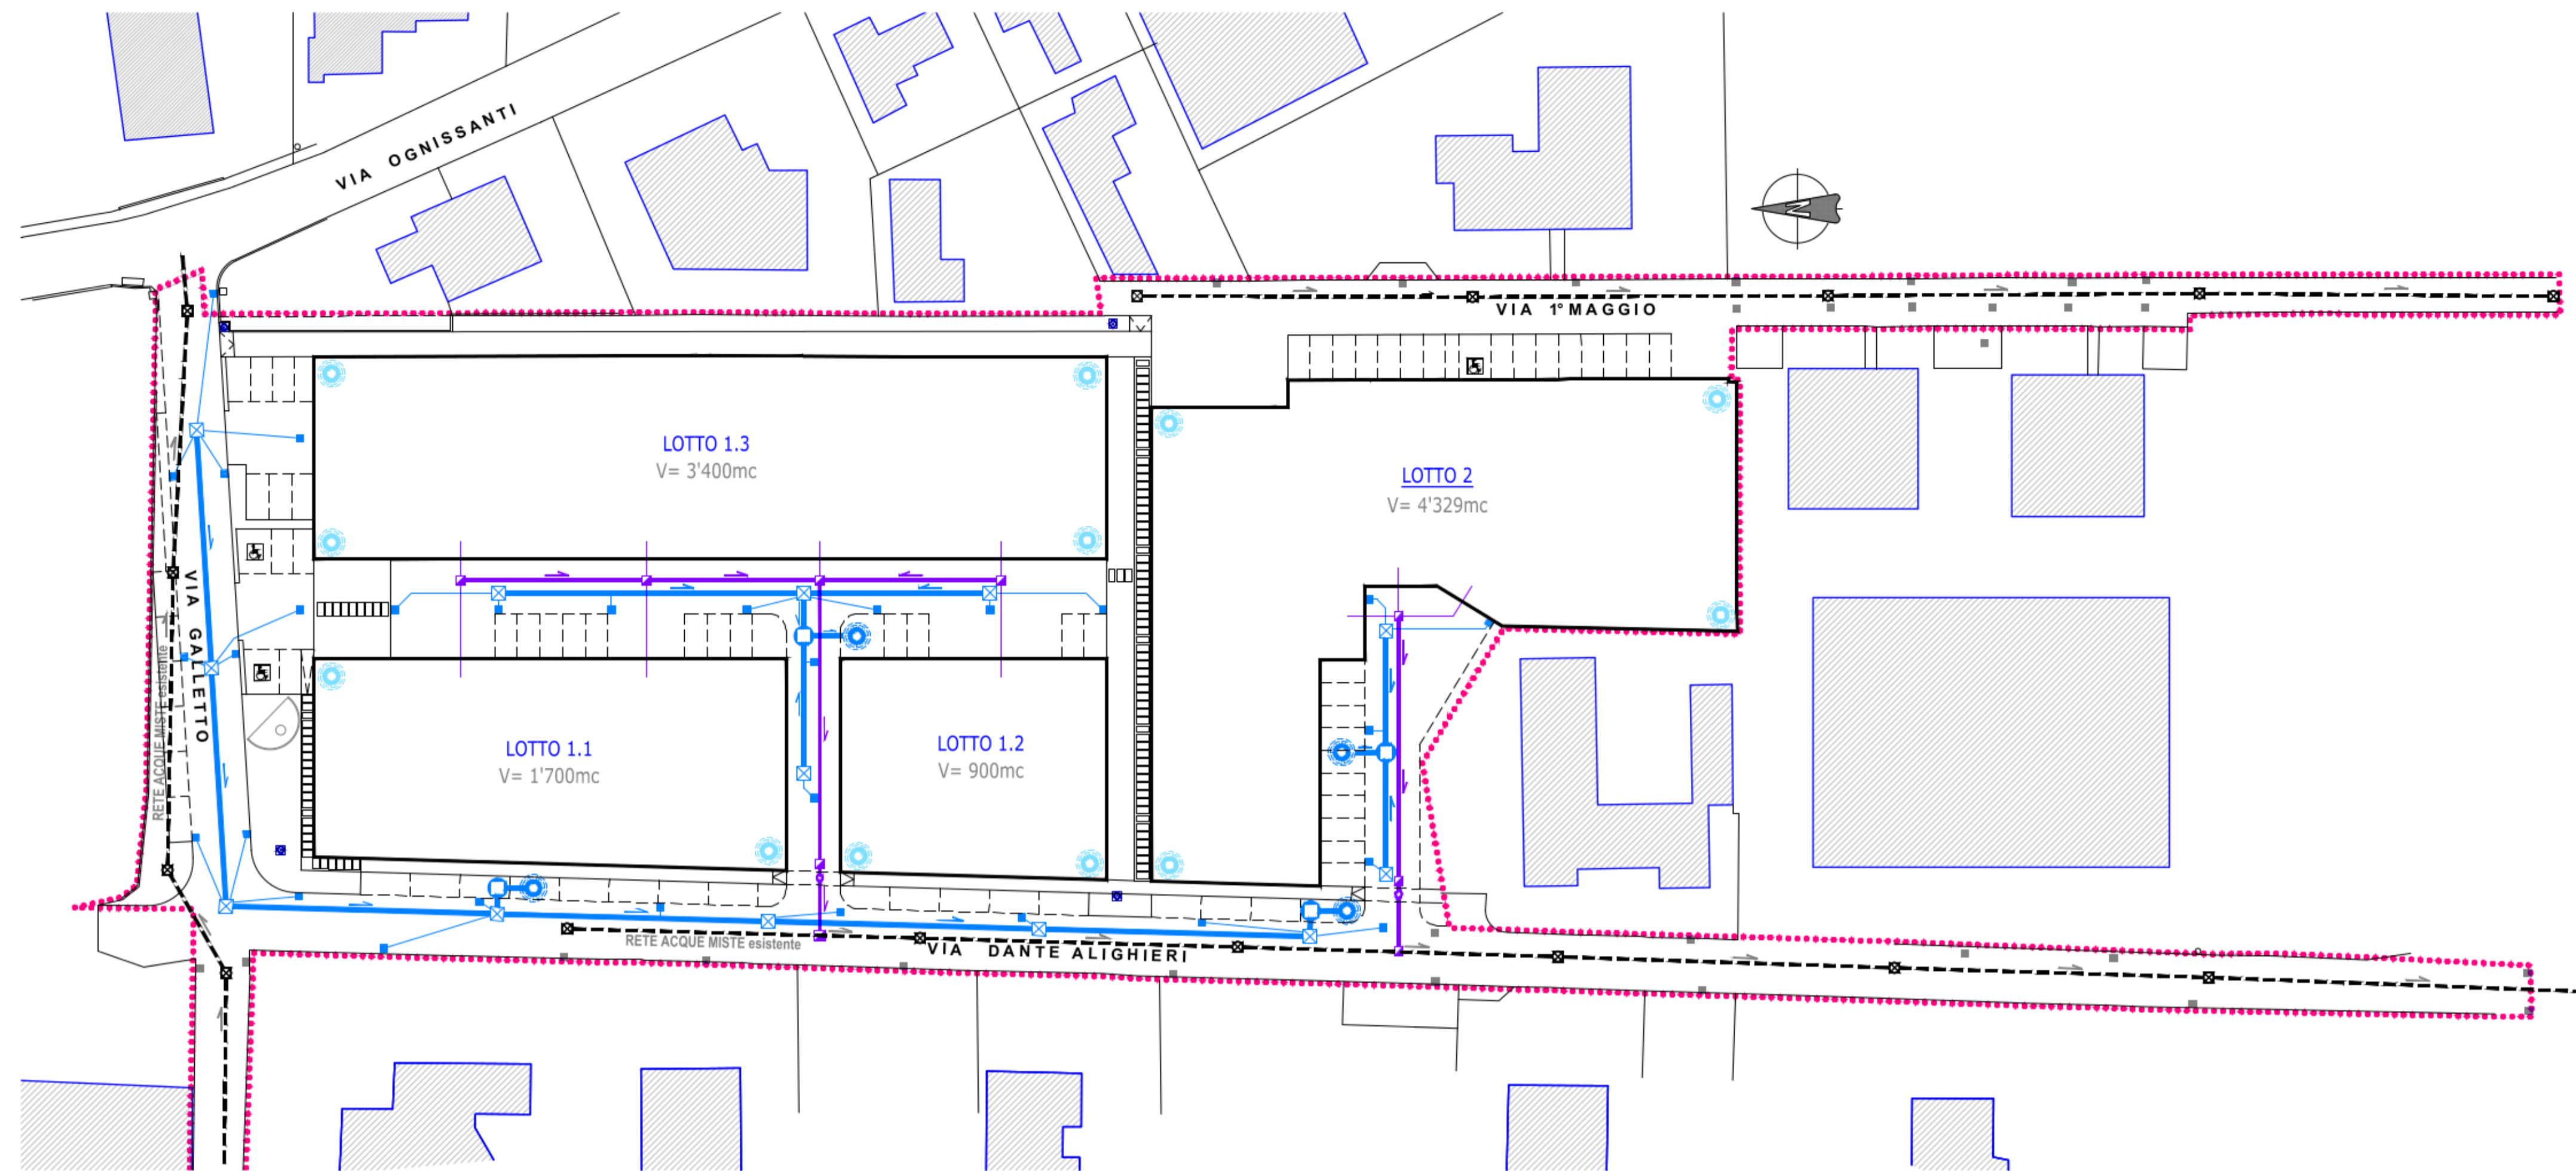 VIA OGNISSANTI
N
VIA 1° MAGGIO
LOTTO 1.3
V= 3'400mc
LOTTO 2
V= 4'329mc
VIA GALLETTO
RETE ACQUE MISTE esistente
LOTTO 1.1
V= 1'700mc
LOTTO 1.2
V= 900mc
RETE ACQUE MISTE esistente
VIA DANTE ALIGHIERI